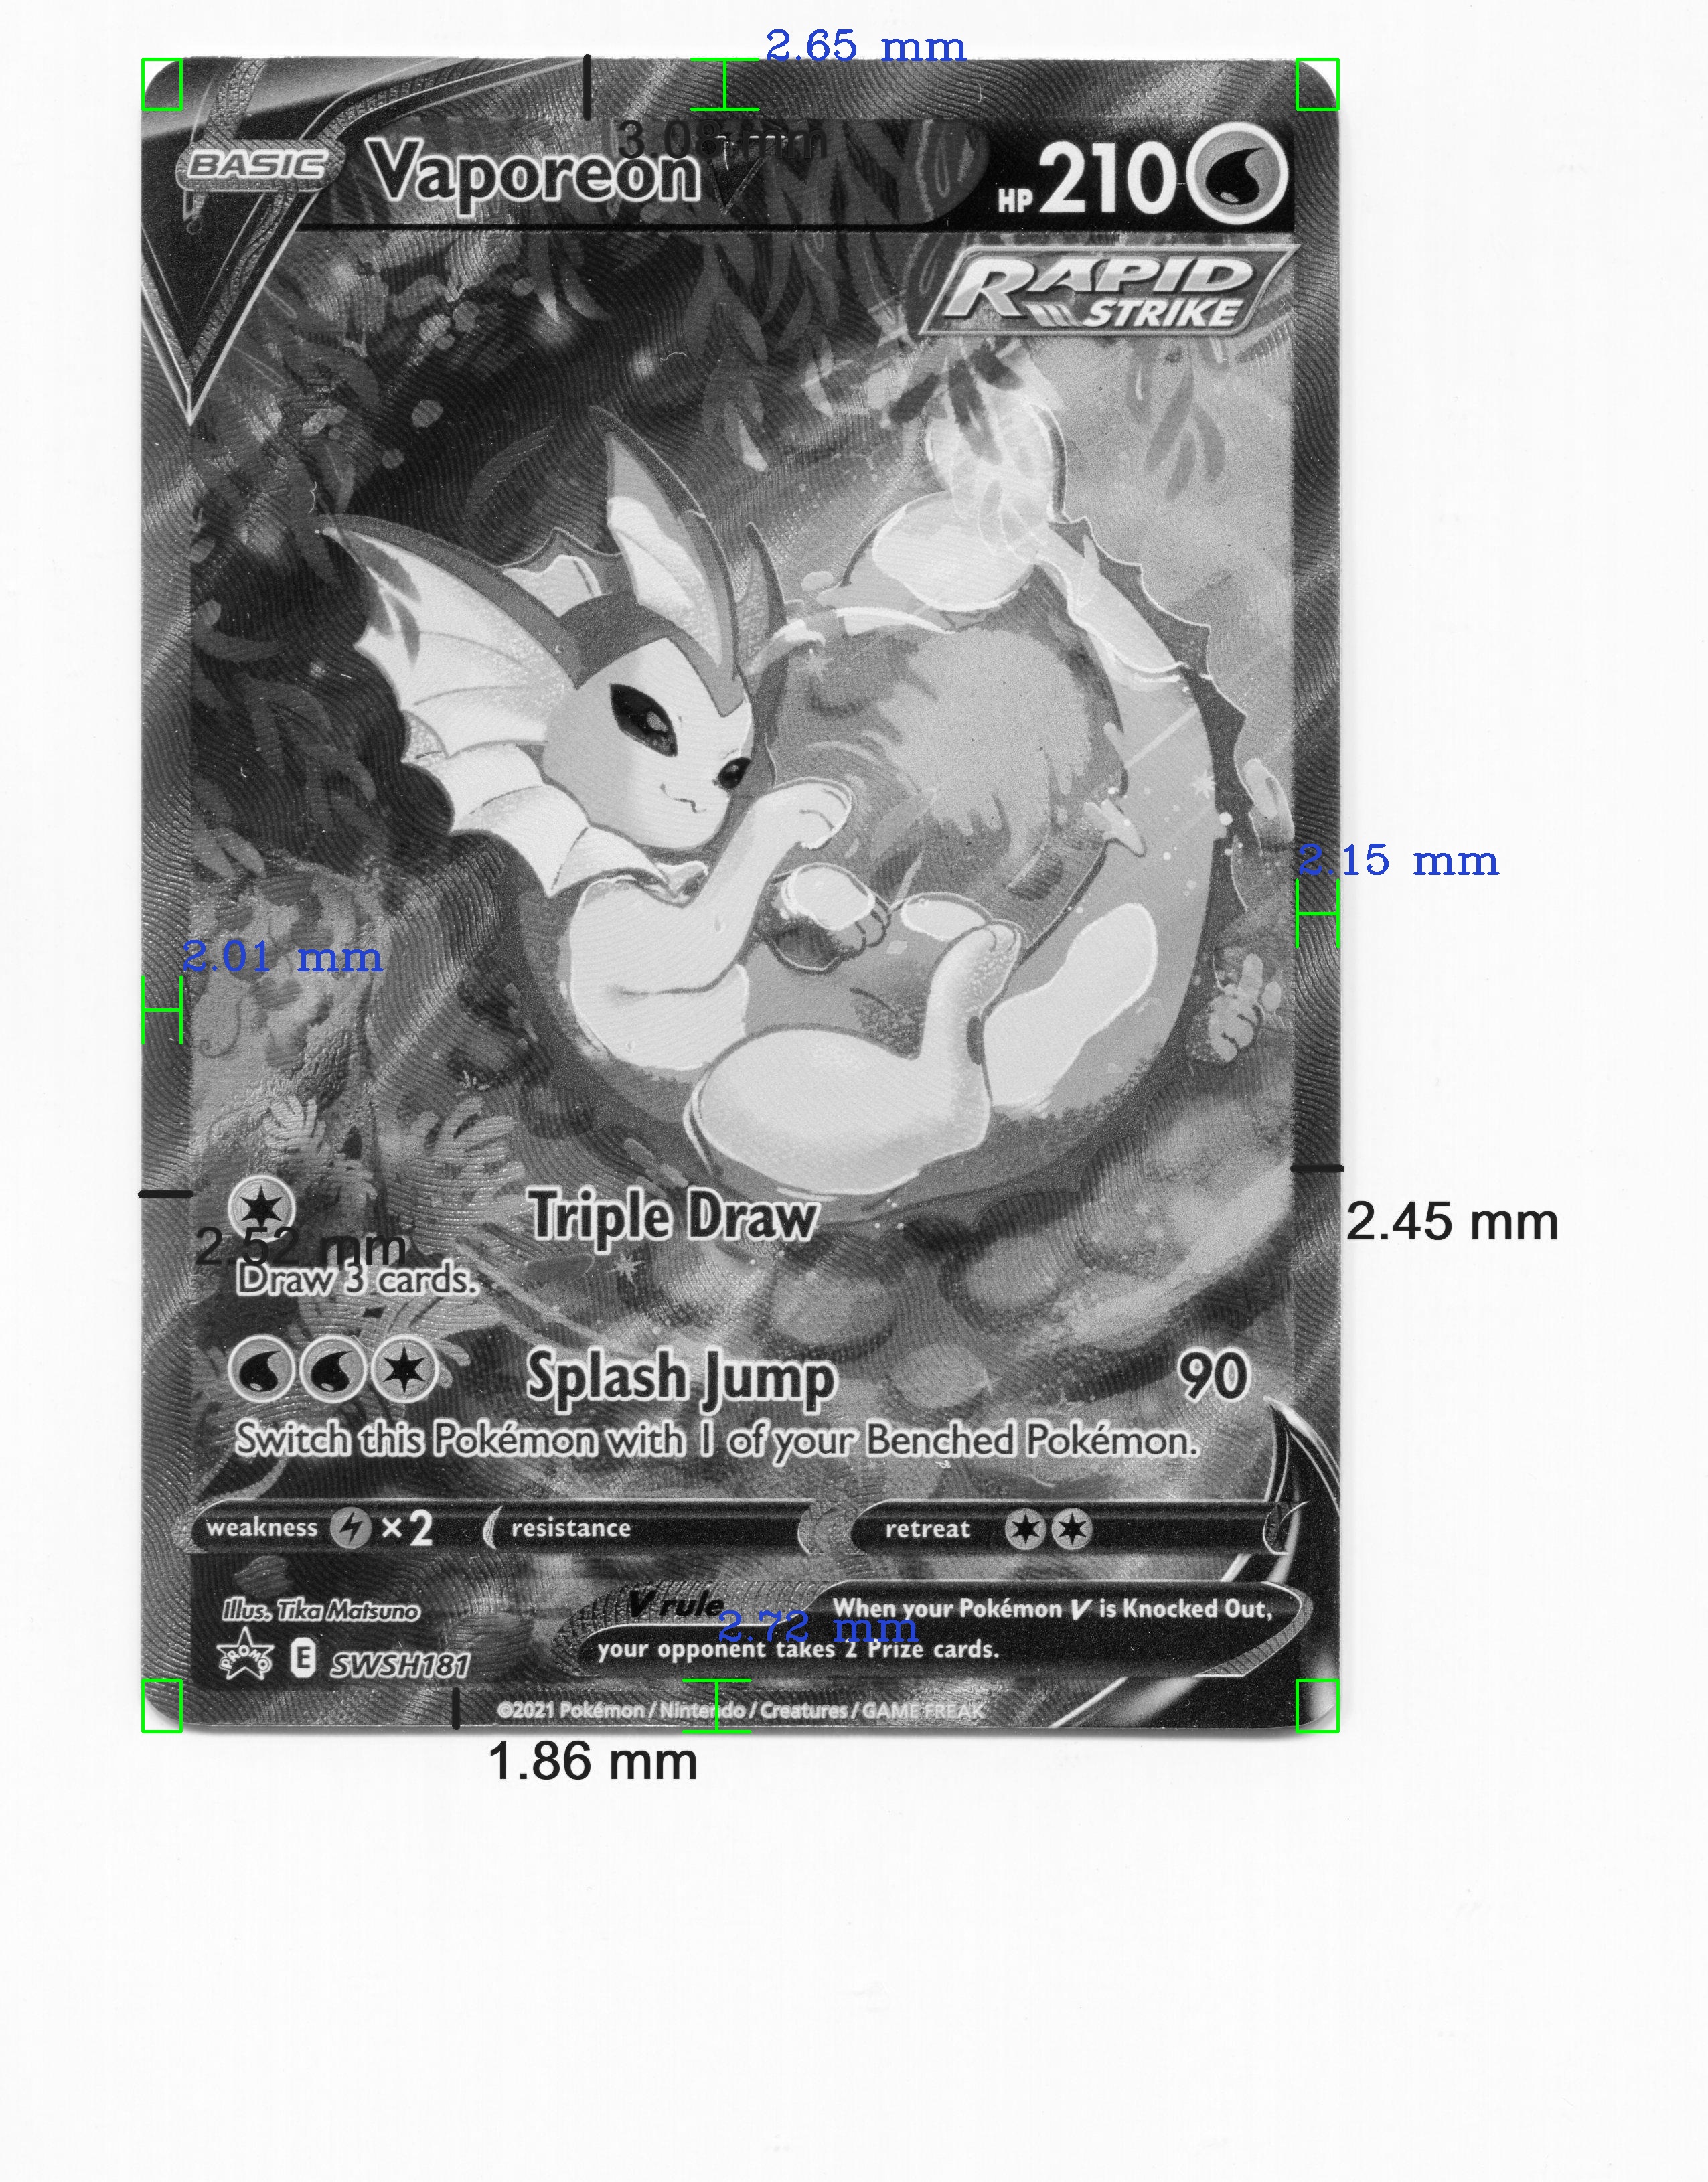 2.65 mm
3.08 mm
BASIC
Vaporeon V
HP 210
RAPID
STRIKE
2.15 mm
2.01 mm
2.45 mm
Triple Draw
2.52 mm
Draw 3 cards.
Splash Jump 90
Switch this Pokémon with 1 of your Benched Pokémon.
weakness ×2 resistance retreat
V rule
When your Pokémon V is Knocked Out,
your opponent takes 2 Prize cards.
2.72 mm
Illus. Tika Matsuno
PROMO E SWSH181
©2021 Pokémon / Nintendo / Creatures / GAME FREAK
1.86 mm